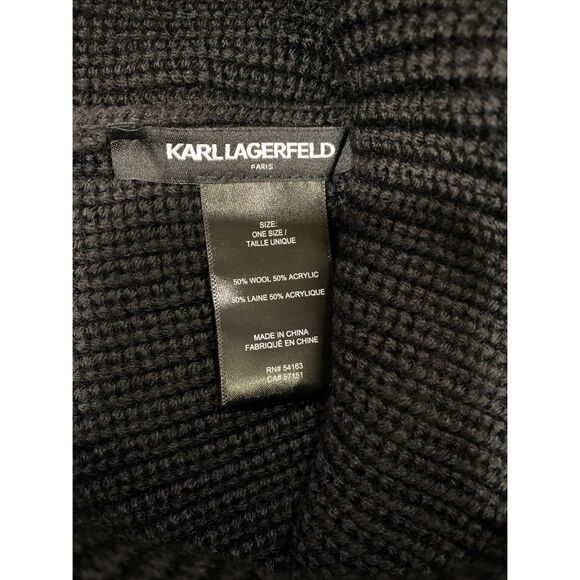 KARL LAGERFELD
PARIS
SIZE:
ONE SIZE /
TAILLE UNIQUE
50% WOOL 50% ACRYLIC
50% LAINE 50% ACRYLIQUE
MADE IN CHINA
FABRIQUÉ EN CHINE
RN# 54163
CA# 57151